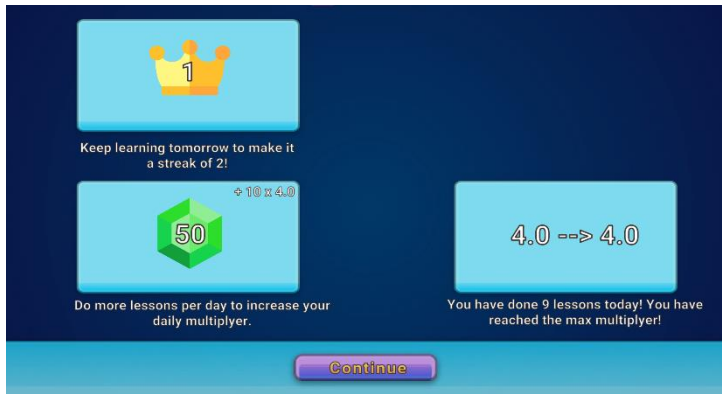 1
Keep learning tomorrow to make it
a streak of 2!
+ 10 x 4.0
50
Do more lessons per day to increase your
daily multiplyer.
4.0 --> 4.0
You have done 9 lessons today! You have
reached the max multiplyer!
Continue